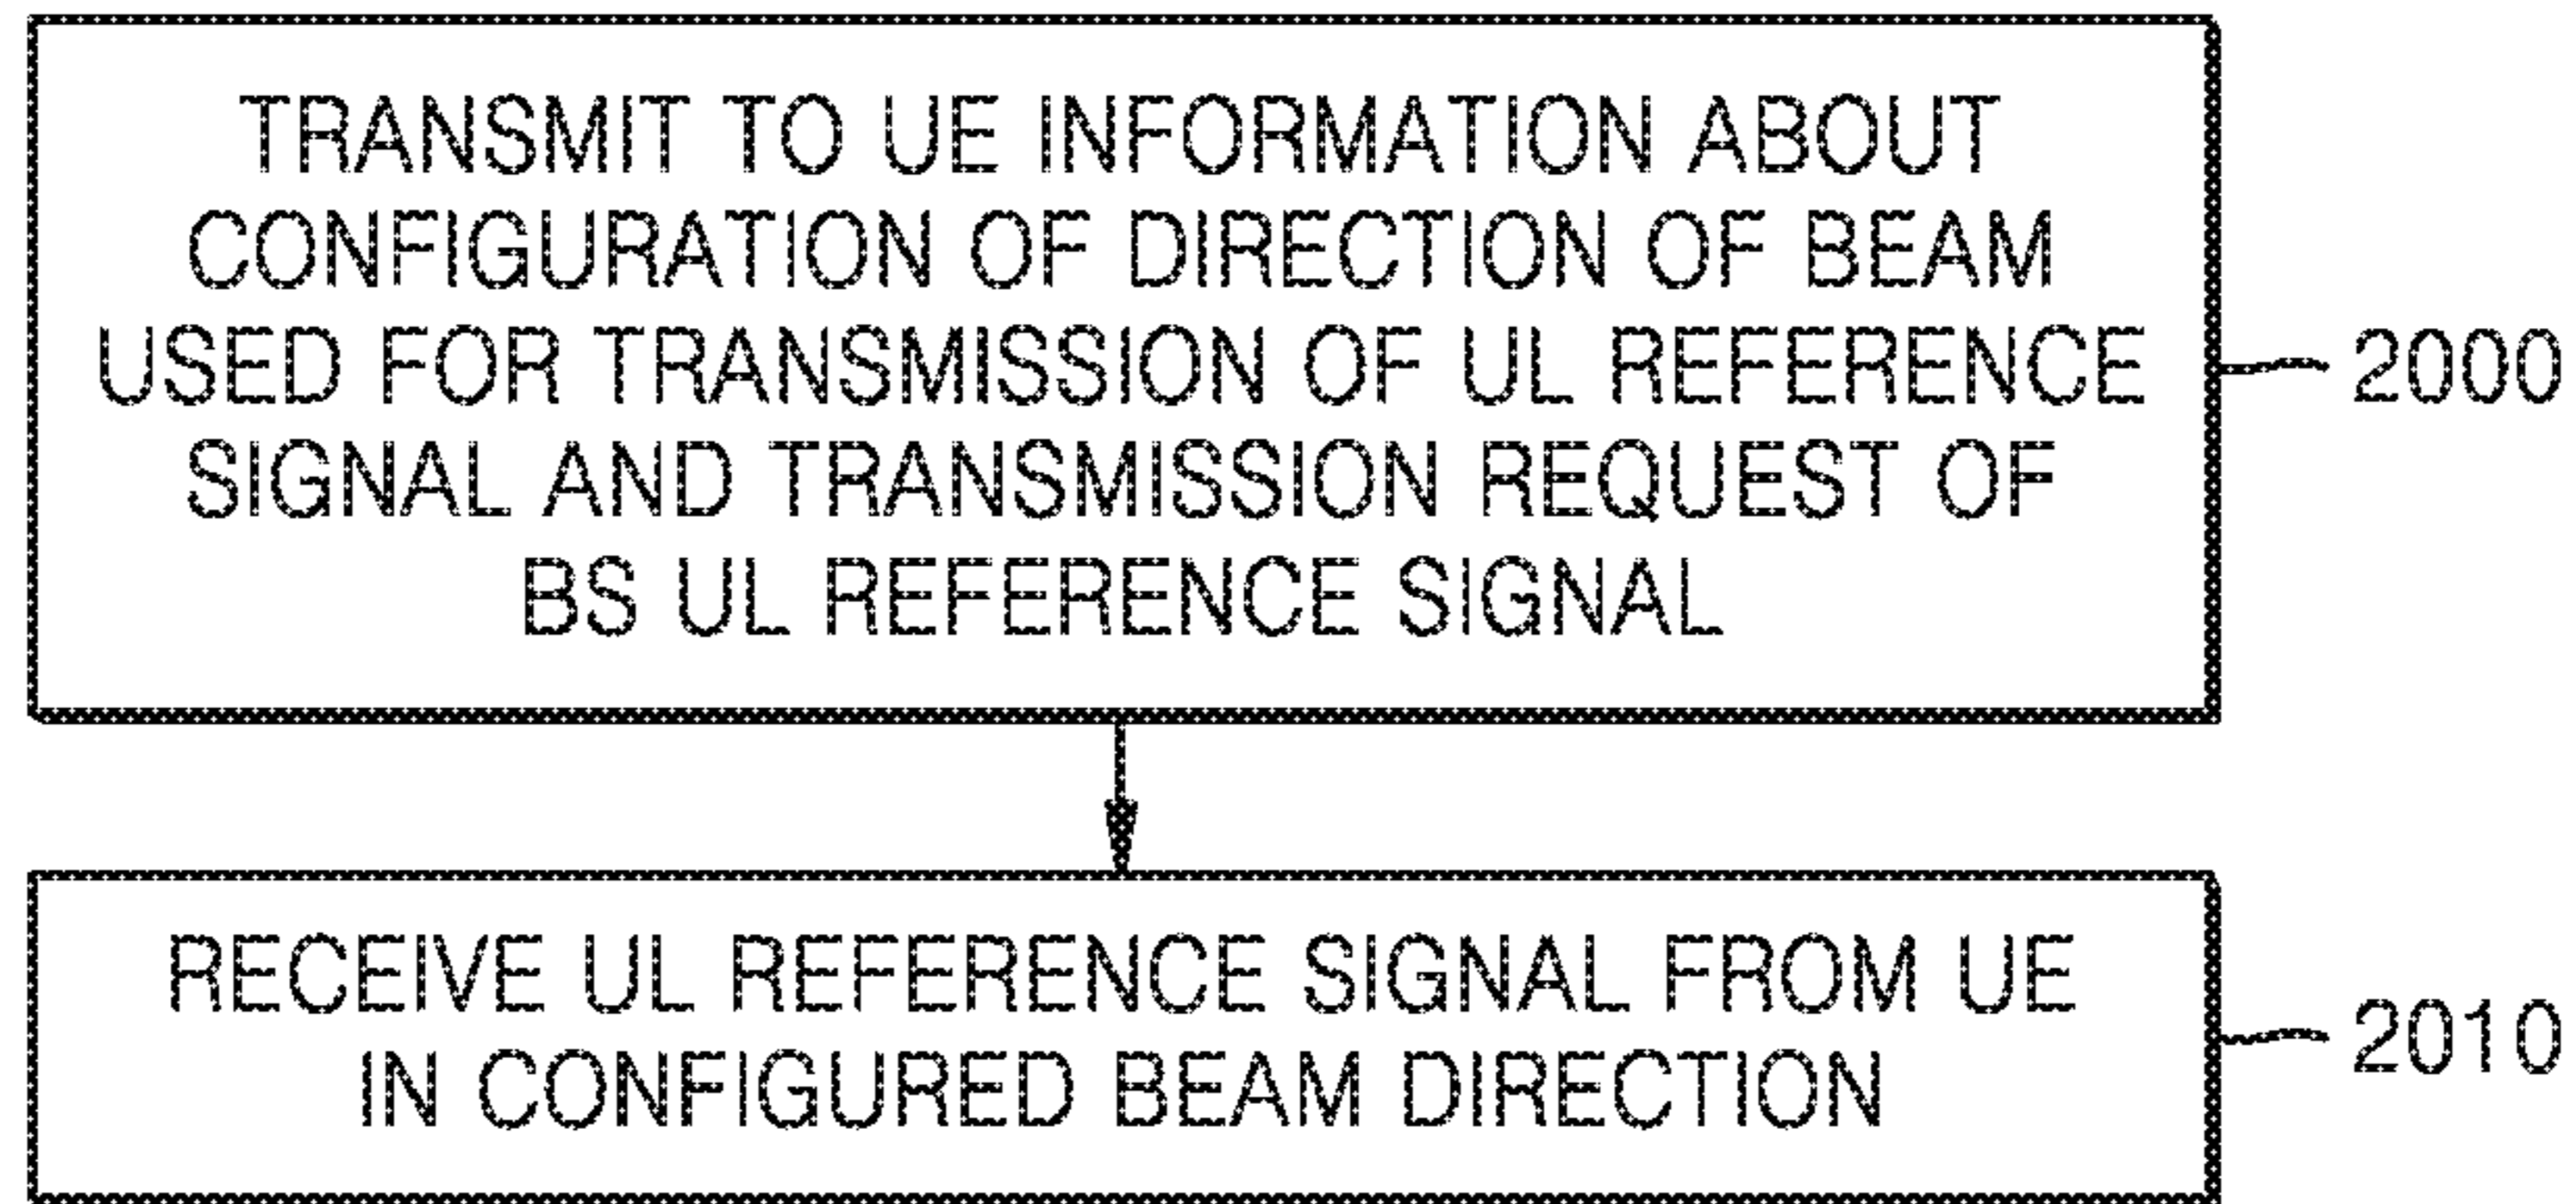 TRANSMIT TO UE INFORMATION ABOUT
CONFIGURATION OF DIRECTION OF BEAM
USED FOR TRANSMISSION OF UL REFERENCE
SIGNAL AND TRANSMISSION REQUEST OF
BS UL REFERENCE SIGNAL
2000
RECEIVE UL REFERENCE SIGNAL FROM UE
IN CONFIGURED BEAM DIRECTION
2010